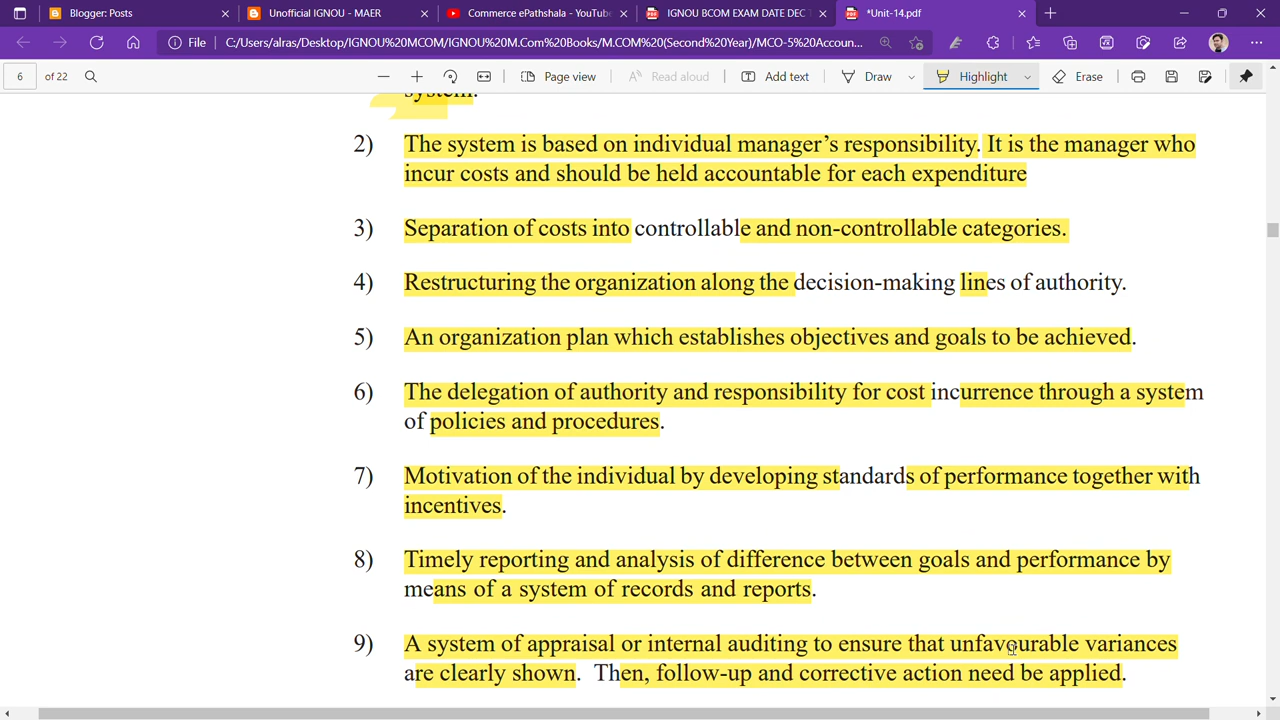 Blogger: Posts
Unofficial IGNOU - MAER
Commerce ePathshala - YouTube
IGNOU BCOM EXAM DATE DEC
*Unit-14.pdf
File
C:/Users/alras/Desktop/IGNOU%20MCOM/IGNOU%20M.Com%20Books/M.COM%20(Second%20Year)/MCO-5%20Accoun...
6 of 22
Page view
Read aloud
Add text
Draw
Highlight
Erase
system.
2) The system is based on individual manager’s responsibility. It is the manager who
incur costs and should be held accountable for each expenditure
3) Separation of costs into controllable and non-controllable categories.
4) Restructuring the organization along the decision-making lines of authority.
5) An organization plan which establishes objectives and goals to be achieved.
6) The delegation of authority and responsibility for cost incurrence through a system
of policies and procedures.
7) Motivation of the individual by developing standards of performance together with
incentives.
8) Timely reporting and analysis of difference between goals and performance by
means of a system of records and reports.
9) A system of appraisal or internal auditing to ensure that unfavourable variances
are clearly shown. Then, follow-up and corrective action need be applied.